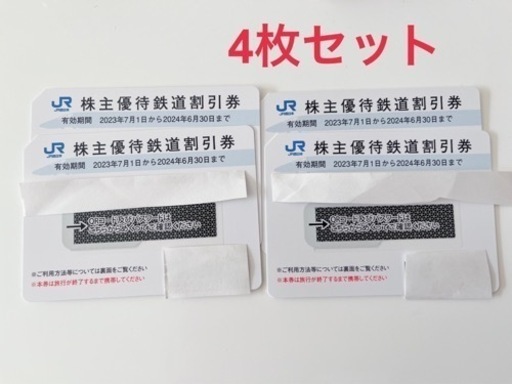 4枚セット
JR 株主優待鉄道割引券
有効期間 2023年7月1日から2024年6月30日まで
JR 株主優待鉄道割引券
有効期間 2023年7月1日から2024年6月30日まで
※ご利用方法等については裏面をご覧ください
※本券は旅行が終了するまで携帯してください
JR 株主優待鉄道割引券
有効期間 2023年7月1日から2024年6月30日まで
JR 株主優待鉄道割引券
有効期間 2023年7月1日から2024年6月30日まで
※ご利用方法等については裏面をご覧ください
※本券は旅行が終了するまで携帯してください